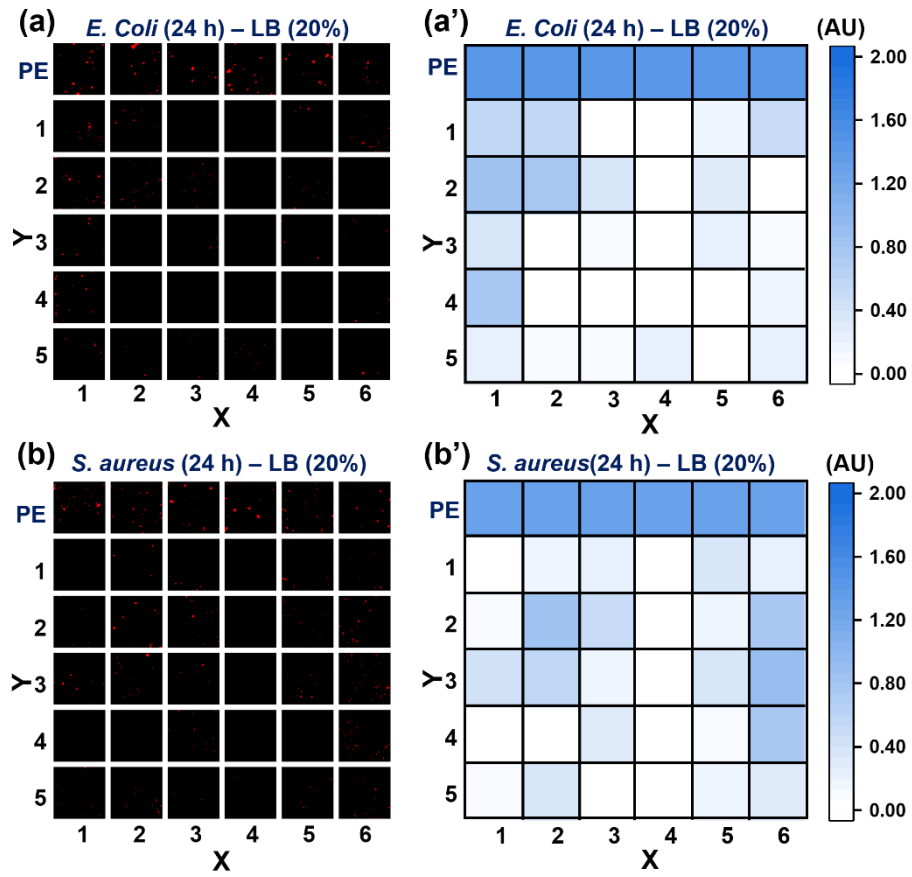 (a)
E. Coli (24 h) – LB (20%)
PE
1
2
3
4
5
Y
1 2 3 4 5 6
X
(a')
E. Coli (24 h) – LB (20%)
(AU)
PE
1
2
3
4
5
Y
1 2 3 4 5 6
X
2.00
1.60
1.20
0.80
0.40
0.00
(b)
S. aureus (24 h) – LB (20%)
PE
1
2
3
4
5
Y
1 2 3 4 5 6
X
(b')
S. aureus(24 h) – LB (20%)
(AU)
PE
1
2
3
4
5
Y
1 2 3 4 5 6
X
2.00
1.60
1.20
0.80
0.40
0.00